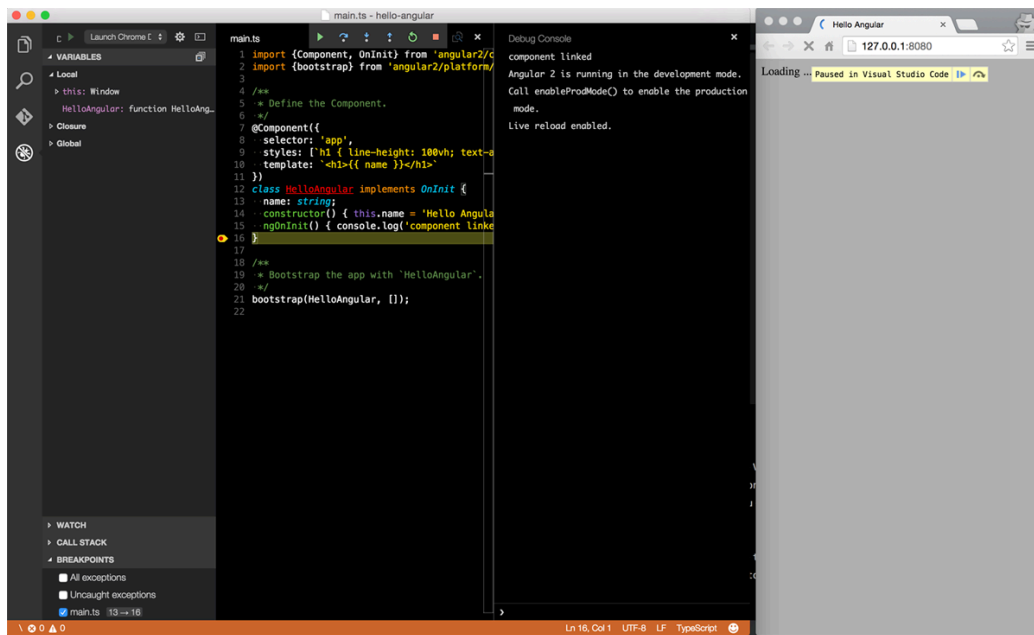 main.ts - hello-angular
Launch Chrome D
VARIABLES
Local
this: Window
HelloAngular: function HelloAng…
Closure
Global
WATCH
CALL STACK
BREAKPOINTS
All exceptions
Uncaught exceptions
main.ts 13 → 16
0 0
main.ts
1 import {Component, OnInit} from 'angular2/c
2 import {bootstrap} from 'angular2/platform/
3
4 /**
5 * Define the Component.
6 */
7 @Component({
8 selector: 'app',
9 styles: [`h1 { line-height: 100vh; text-a
10 template: `<h1>{{ name }}</h1>`
11 })
12 class HelloAngular implements OnInit {
13 name: string;
14 constructor() { this.name = 'Hello Angula
15 ngOnInit() { console.log('component linke
16 }
17
18 /**
19 * Bootstrap the app with `HelloAngular`.
20 */
21 bootstrap(HelloAngular, []);
22
Debug Console
component linked
Angular 2 is running in the development mode.
Call enableProdMode() to enable the production
mode.
Live reload enabled.
Ln 16, Col 1 UTF-8 LF TypeScript
Hello Angular
127.0.0.1:8080
Loading ... Paused in Visual Studio Code